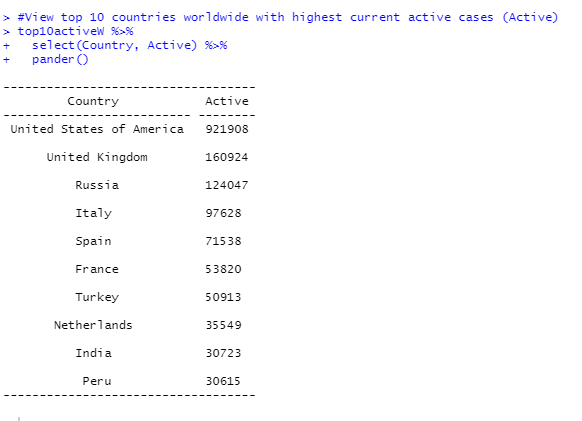 > #View top 10 countries worldwide with highest current active cases (Active)
> top10activeW %>%
+   select(Country, Active) %>%
+   pander()
-----------------------------------
Country Active
-------------------------- --------
United States of America 921908
United Kingdom 160924
Russia 124047
Italy 97628
Spain 71538
France 53820
Turkey 50913
Netherlands 35549
India 30723
Peru 30615
-----------------------------------